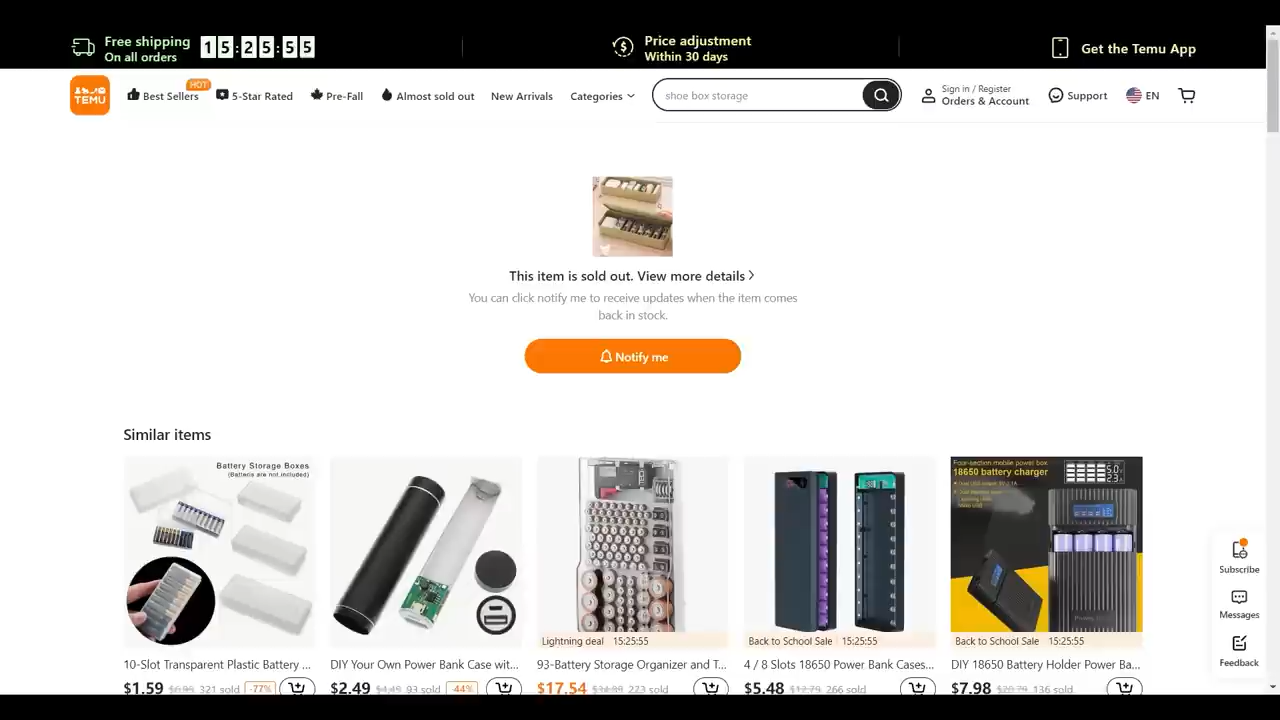 Free shipping
On all orders
15:25:55
Price adjustment
Within 30 days
Get the Temu App
TEMU
Best Sellers
HOT
5-Star Rated
Pre-Fall
Almost sold out
New Arrivals
Categories
shoe box storage
Sign in / Register
Orders & Account
Support
EN
This item is sold out. View more details
You can click notify me to receive updates when the item comes
back in stock.
Notify me
Similar items
Battery Storage Boxes
Four-section mobile power box
18650 battery charger
Lightning deal 15:25:55
Back to School Sale 15:25:55
Back to School Sale 15:25:55
10-Slot Transparent Plastic Battery ...
DIY Your Own Power Bank Case wit...
93-Battery Storage Organizer and T...
4 / 8 Slots 18650 Power Bank Cases...
DIY 18650 Battery Holder Power Ba...
$1.59 $6.95 321 sold -77%
$2.49 $4.49 93 sold -44%
$17.54 $34.88 223 sold
$5.48 $12.79 266 sold
$7.98 $20.79 136 sold
Subscribe
Messages
Feedback